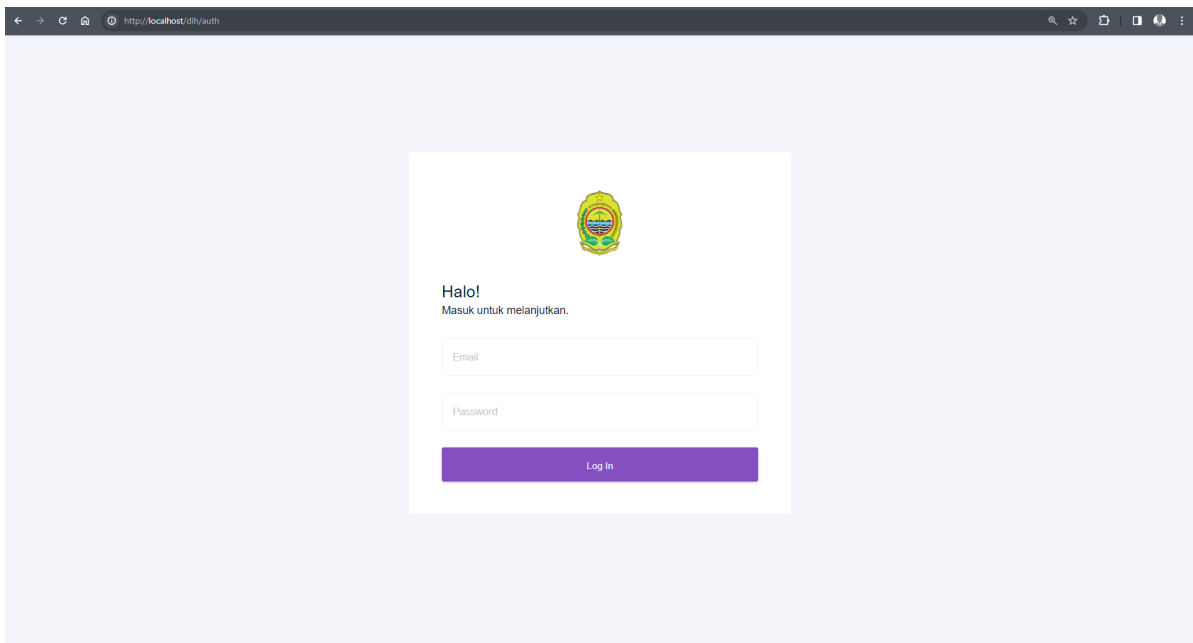 http://localhost/dlh/auth
Halo!
Masuk untuk melanjutkan.
Email
Password
Log In